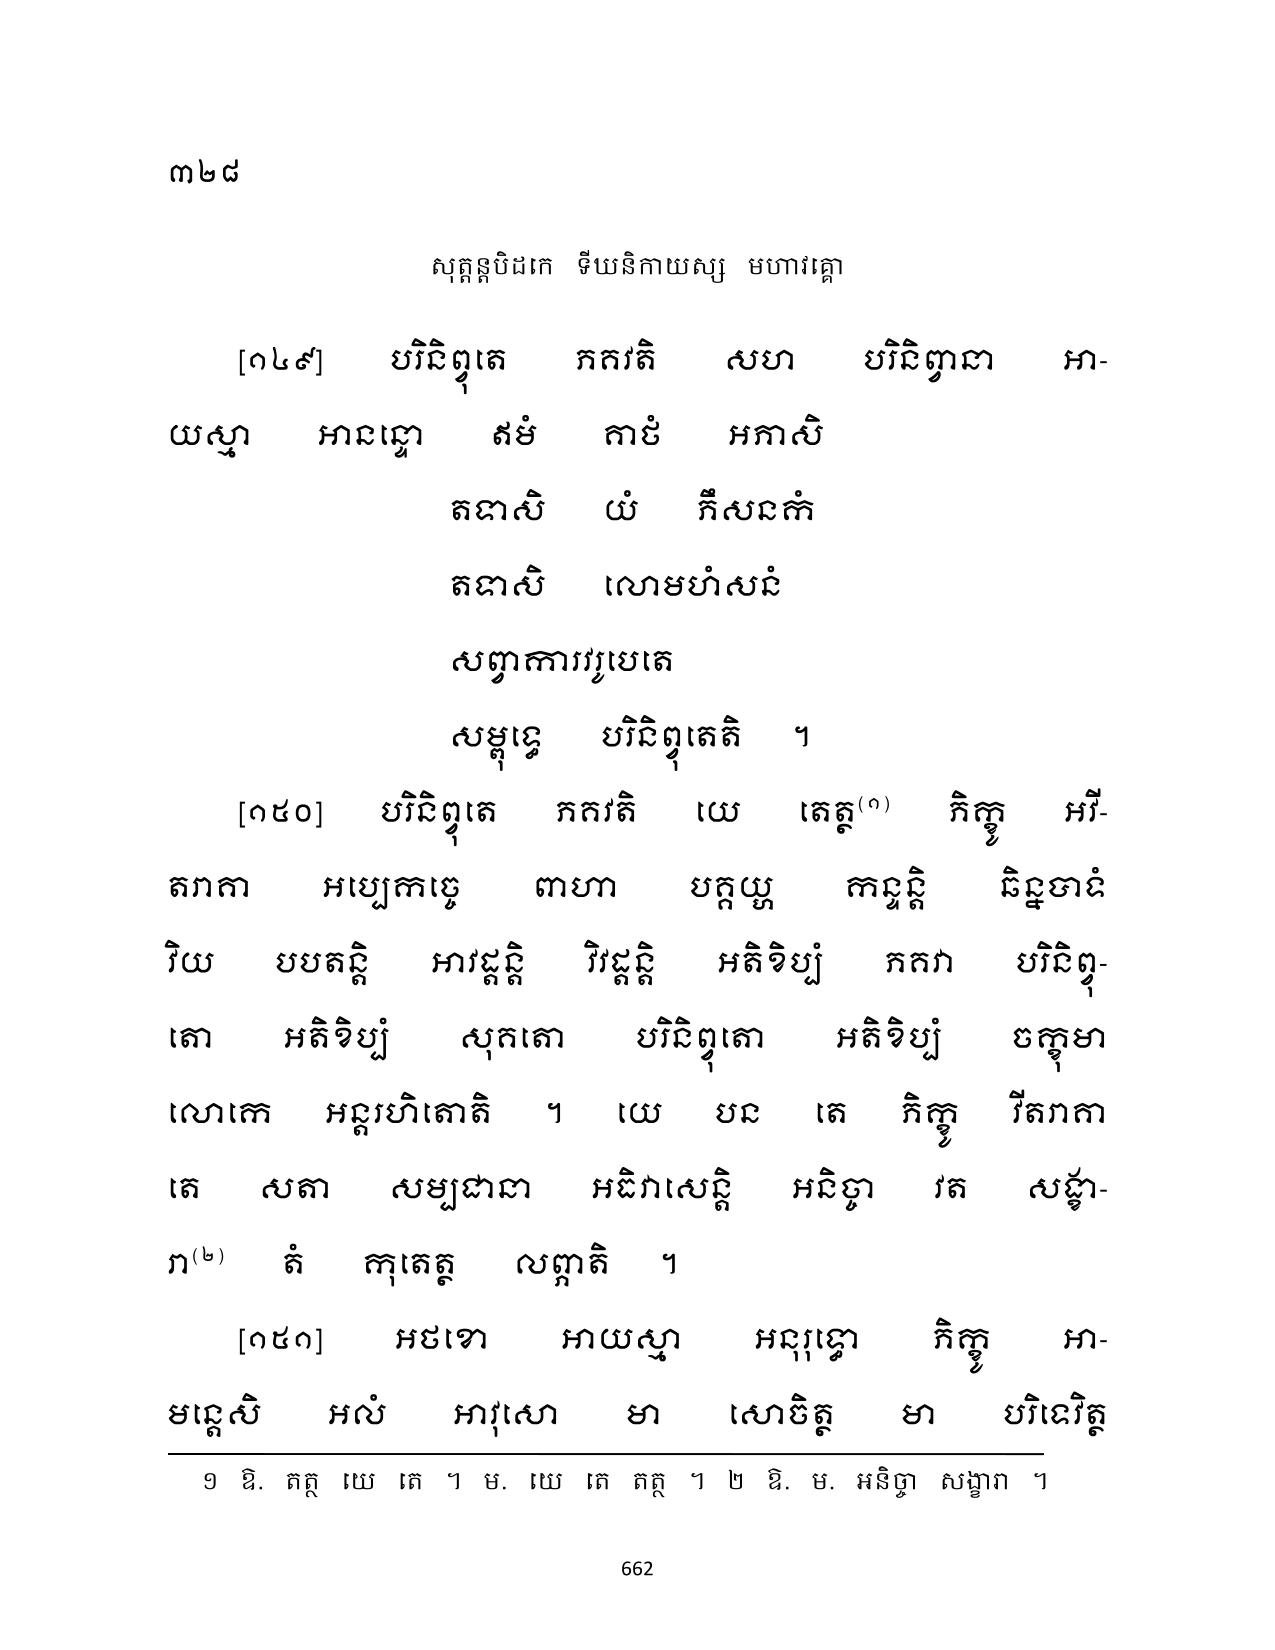 ៣២៨
សុត្តន្តបិដកេ ទីឃនិកាយស្ស មហាវគ្គោ
[១៤៩] បរិនិព្វុតេ ភគវតិ សហ បរិនិព្វានា អា-
យស្មា អានន្ទោ ឥមំ គាថំ អភាសិ
តទាសិ យំ ភឹសនកំ
តទាសិ លោមហំសនំ
សព្វាការវរូបេតេ
សម្ពុទ្ធេ បរិនិព្វុតេតិ ។
[១៥០] បរិនិព្វុតេ ភគវតិ យេ តេត្ថ(១) ភិក្ខូ អវី-
តរាគា អប្បេកច្ចេ ពាហា បគ្គយ្ហ កន្ទន្តិ ឆិន្នបាទំ
វិយ បបតន្តិ អាវដ្តន្តិ វិវដ្តន្តិ អតិខិប្បំ ភគវា បរិនិព្វុ-
តោ អតិខិប្បំ សុគតោ បរិនិព្វុតោ អតិខិប្បំ ចក្ខុមា
លោកេ អន្តរហិតោតិ ។ យេ បន តេ ភិក្ខូ វីតរាគា
តេ សតា សម្បជានា អធិវាសេន្តិ អនិច្ចា វត សង្ខា-
រា(២) តំ កុតេត្ថ លព្ភាតិ ។
[១៥១] អថខោ អាយស្មា អនុរុទ្ធោ ភិក្ខូ អា-
មន្តេសិ អលំ អាវុសោ មា សោចិត្ថ មា បរិទេវិត្ថ
១ ឱ. តត្ថ យេ តេ ។ ម. យេ តេ តត្ថ ។ ២ ឱ. ម. អនិច្ចា សង្ខារា ។
662